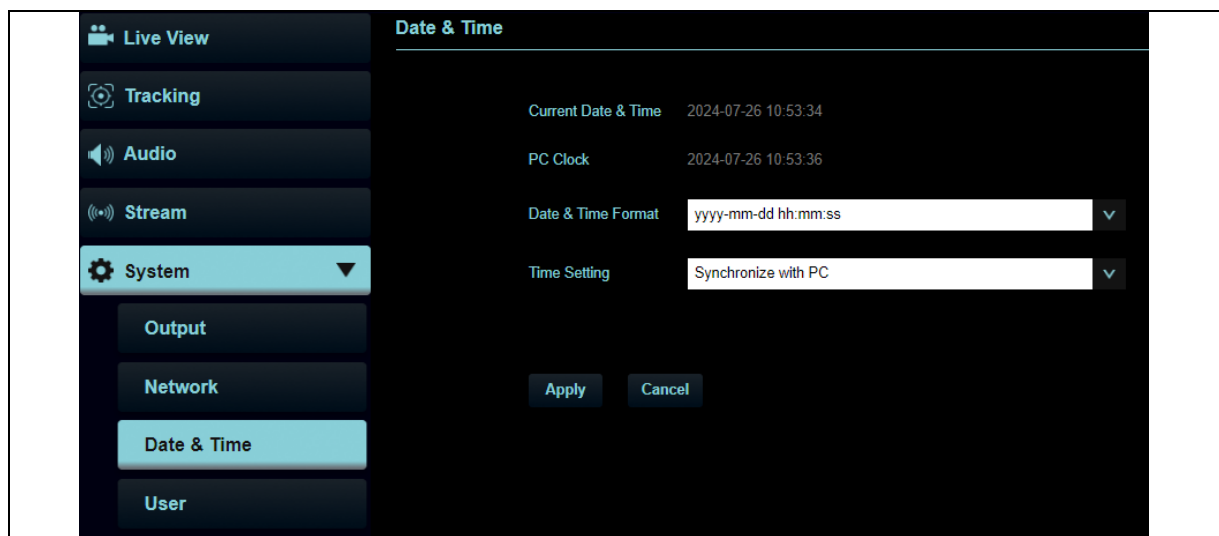 Live View
Tracking
Audio
Stream
System
Output
Network
Date & Time
User
Date & Time
Current Date & Time 2024-07-26 10:53:34
PC Clock 2024-07-26 10:53:36
Date & Time Format yyyy-mm-dd hh:mm:ss
Time Setting Synchronize with PC
Apply Cancel